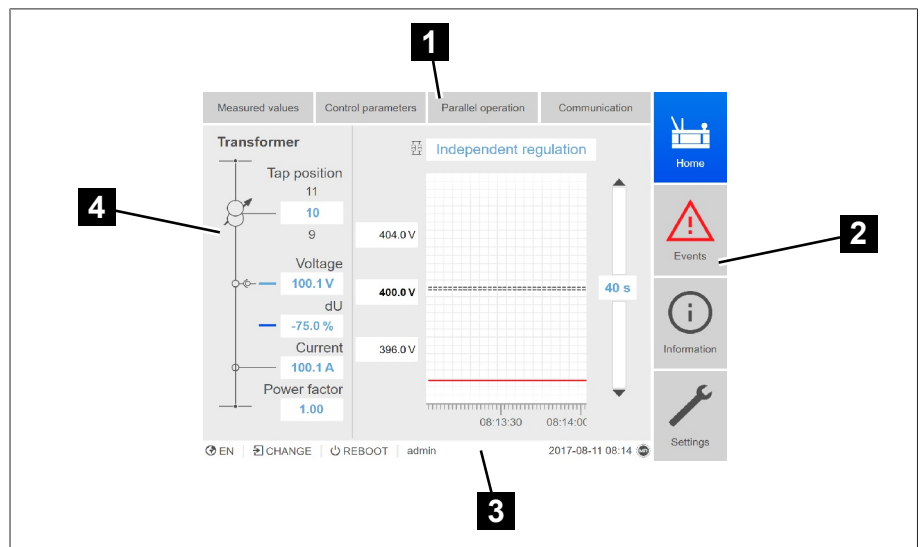 1
Measured values Control parameters Parallel operation Communication
Transformer
Independent regulation
Home
Tap position
11
10
9
404.0 V
4
2
Events
Voltage
100.1 V
400.0 V
40 s
dU
-75.0 %
Information
Current
396.0 V
100.1 A
Power factor
1.00
08:13:30 08:14:00
Settings
EN CHANGE REBOOT admin 2017-08-11 08:14
3